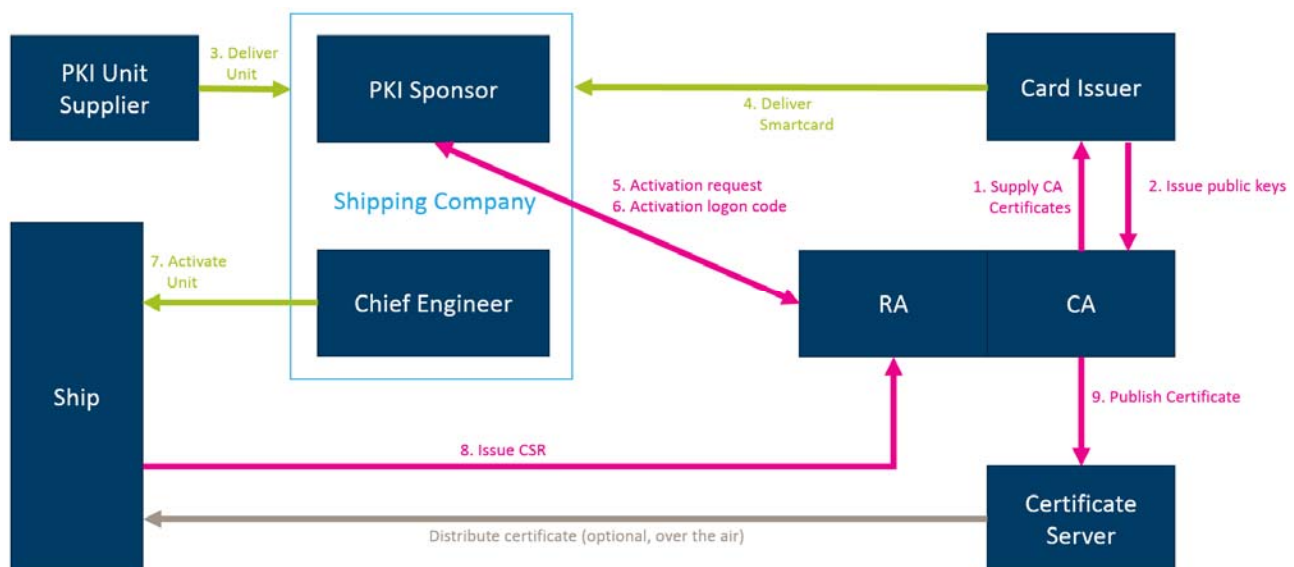 PKI Unit
Supplier
3. Deliver
Unit
PKI Sponsor
4. Deliver
Smartcard
Card Issuer
Shipping Company
5. Activation request
6. Activation logon code
1. Supply CA
Certificates
2. Issue public keys
7. Activate
Unit
Chief Engineer
RA
CA
Ship
8. Issue CSR
9. Publish Certificate
Distribute certificate (optional, over the air)
Certificate
Server